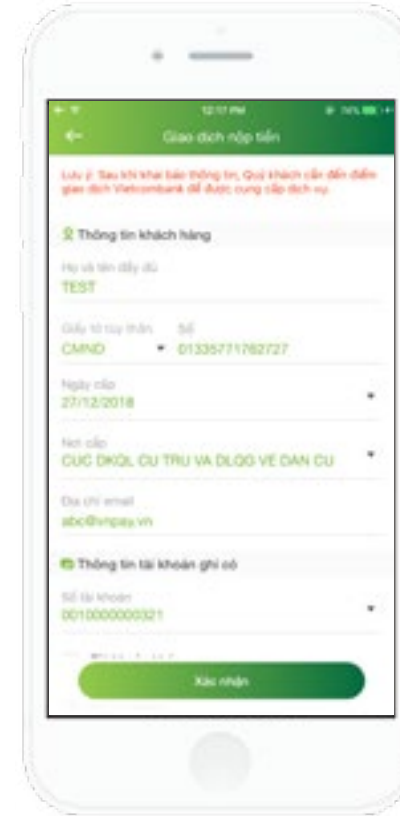 12:17 PM
Giao dịch nộp tiền
Lưu ý: Sau khi khai báo thông tin, Quý khách cần đến điểm
giao dịch Vietcombank để được cung cấp dịch vụ.
Thông tin khách hàng
Họ và tên đầy đủ
TEST
Giấy tờ tùy thân Số
CMND 01335771762727
Ngày cấp
27/12/2018
Nơi cấp
CUC DKQL CU TRU VA DLQG VE DAN CU
Địa chỉ email
abc@vnpay.vn
Thông tin tài khoản ghi có
Số tài khoản
0010000000321
Xác nhận